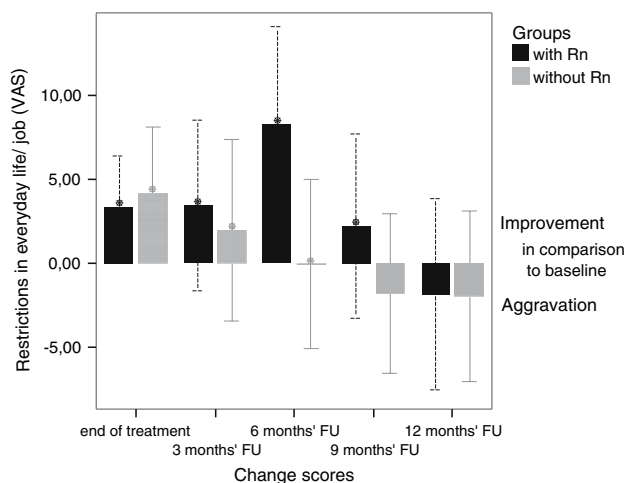 Groups
with Rn
without Rn
Restrictions in everyday life/ job (VAS)
10,00
5,00
0,00
-5,00
Improvement
in comparison
to baseline
Aggravation
end of treatment
3 months' FU
6 months' FU
9 months' FU
12 months' FU
Change scores